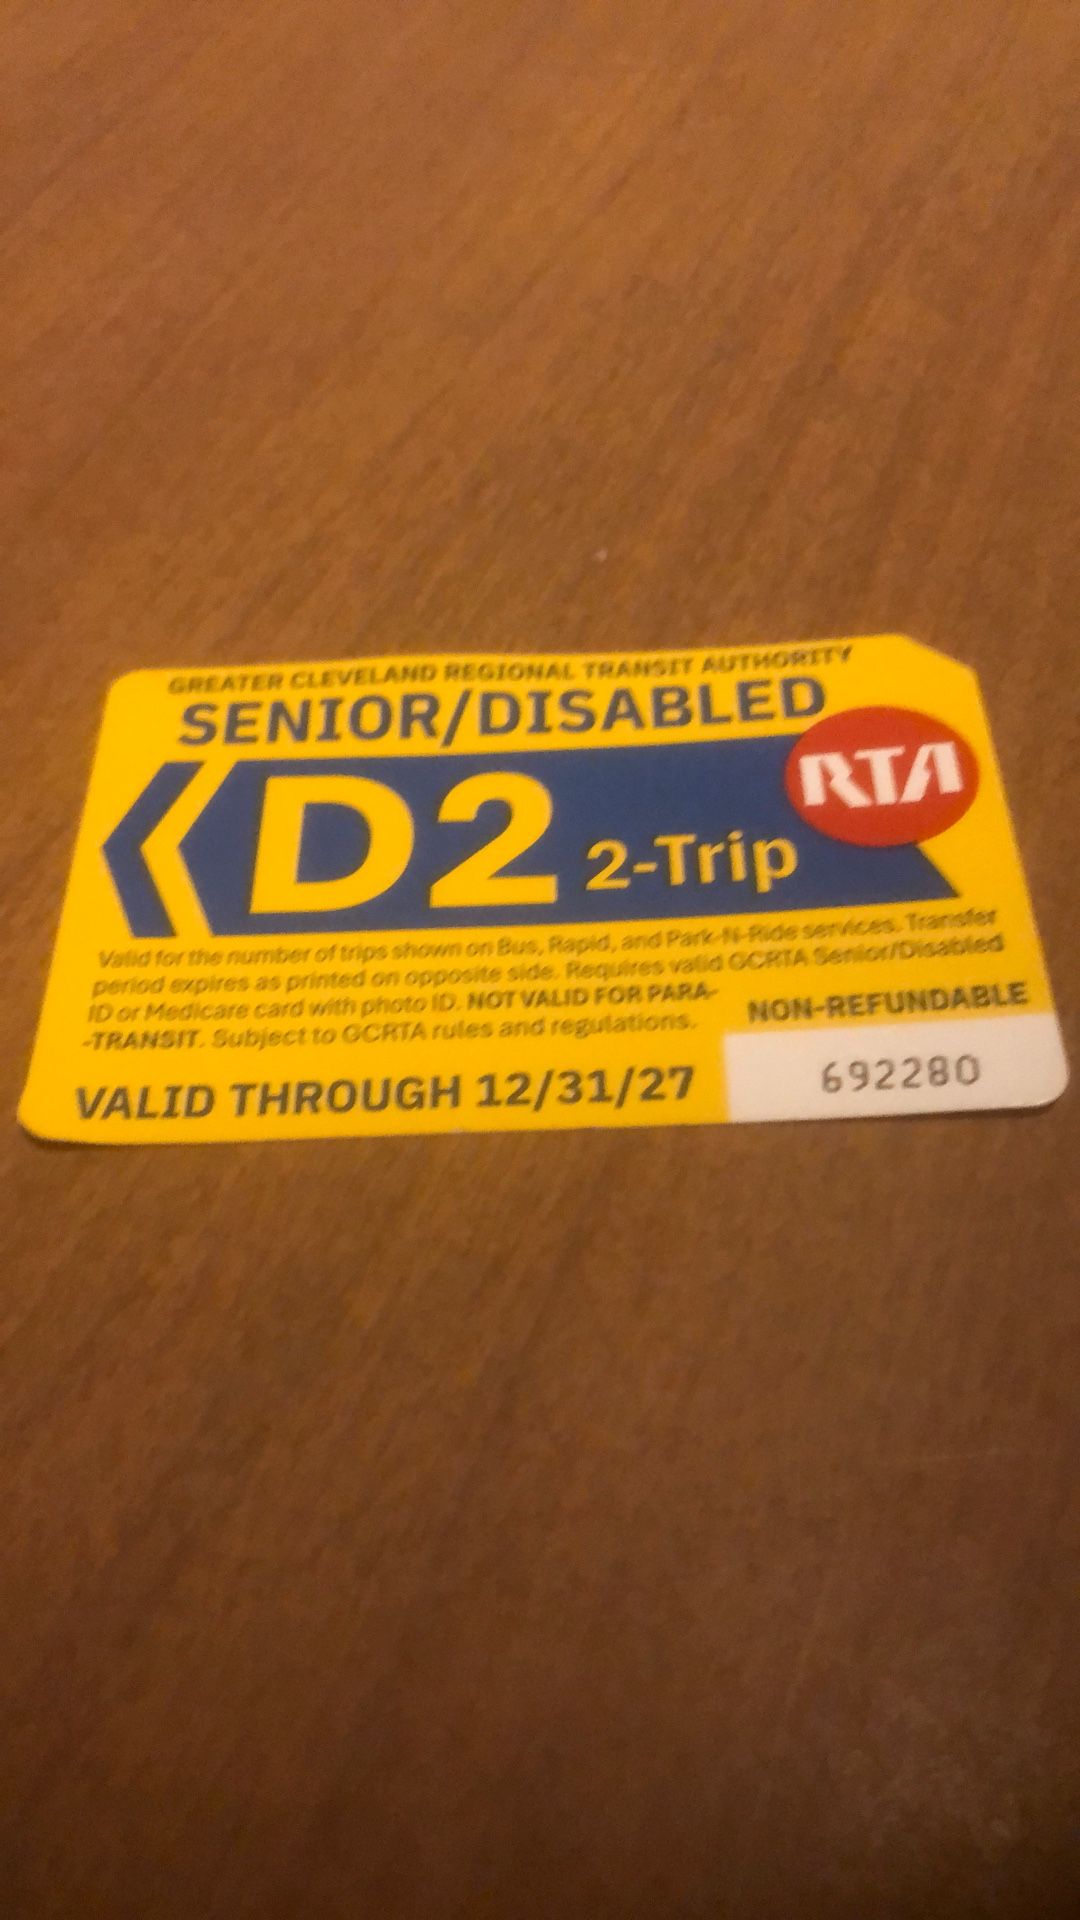 GREATER CLEVELAND REGIONAL TRANSIT AUTHORITY
SENIOR/DISABLED
RTA
D2 2-Trip
Valid for the number of trips shown on Bus, Rapid, and Park-N-Ride services. Transfer
period expires as printed on opposite side. Requires valid GCRTA Senior/Disabled
ID or Medicare card with photo ID. NOT VALID FOR PARA-
-TRANSIT. Subject to GCRTA rules and regulations.
NON-REFUNDABLE
VALID THROUGH 12/31/27
692280